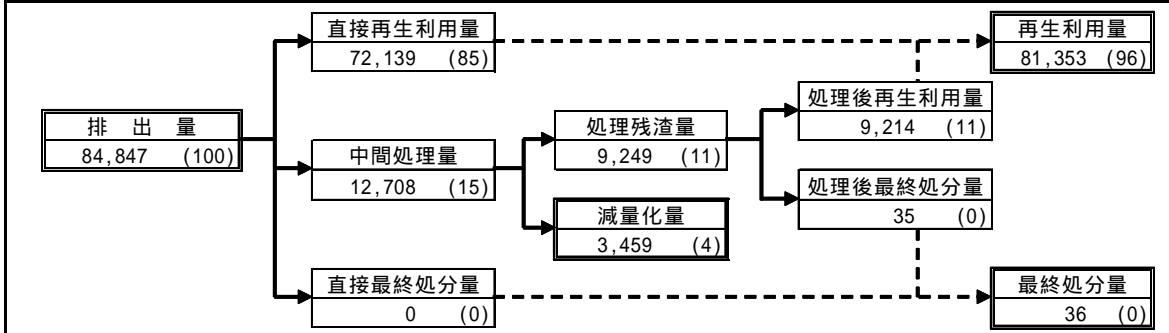 直接再生利用量
72,139 (85)
再生利用量
81,353 (96)
処理後再生利用量
9,214 (11)
排 出 量
84,847 (100)
処理残渣量
9,249 (11)
中間処理量
12,708 (15)
処理後最終処分量
35 (0)
減量化量
3,459 (4)
直接最終処分量
0 (0)
最終処分量
36 (0)